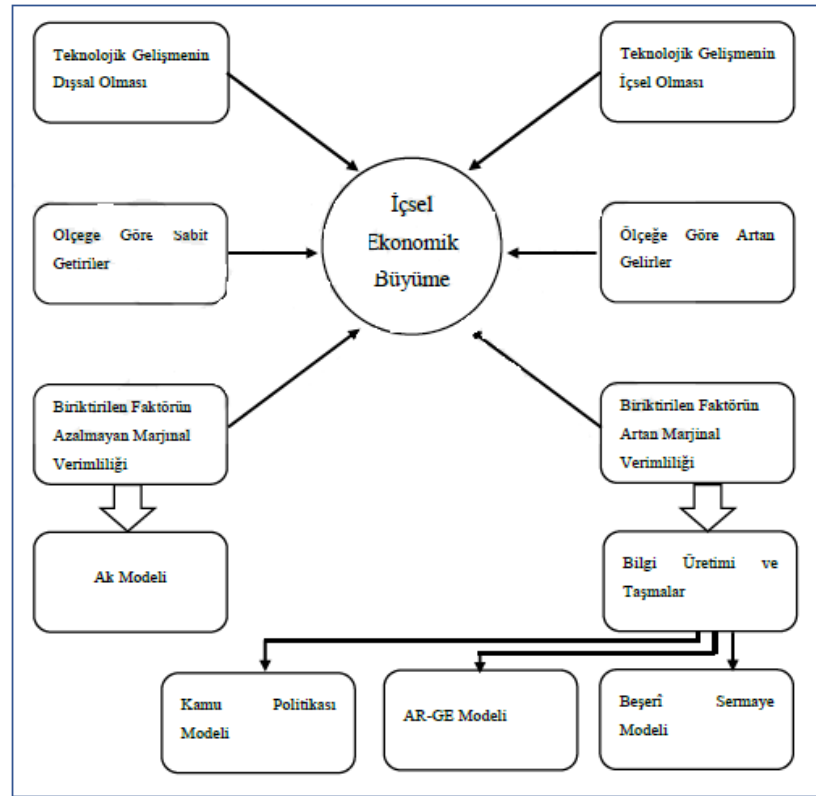 Teknolojik Gelişmenin
Dışsal Olması
Teknolojik Gelişmenin
İçsel Olması
İçsel
Ekonomik
Büyüme
Ölçeğe Göre Sabit
Getiriler
Ölçeğe Göre Artan
Gelirler
Biriktirilen Faktörün
Azalmayan Marjınal
Verimliliği
Biriktirilen Faktörün
Artan Marjinal
Verimliliği
Ak Modeli
Bilgi Üretimi ve
Taşmalar
Kamu Politikası
Modeli
AR-GE Modeli
Beşerî Sermaye
Modeli